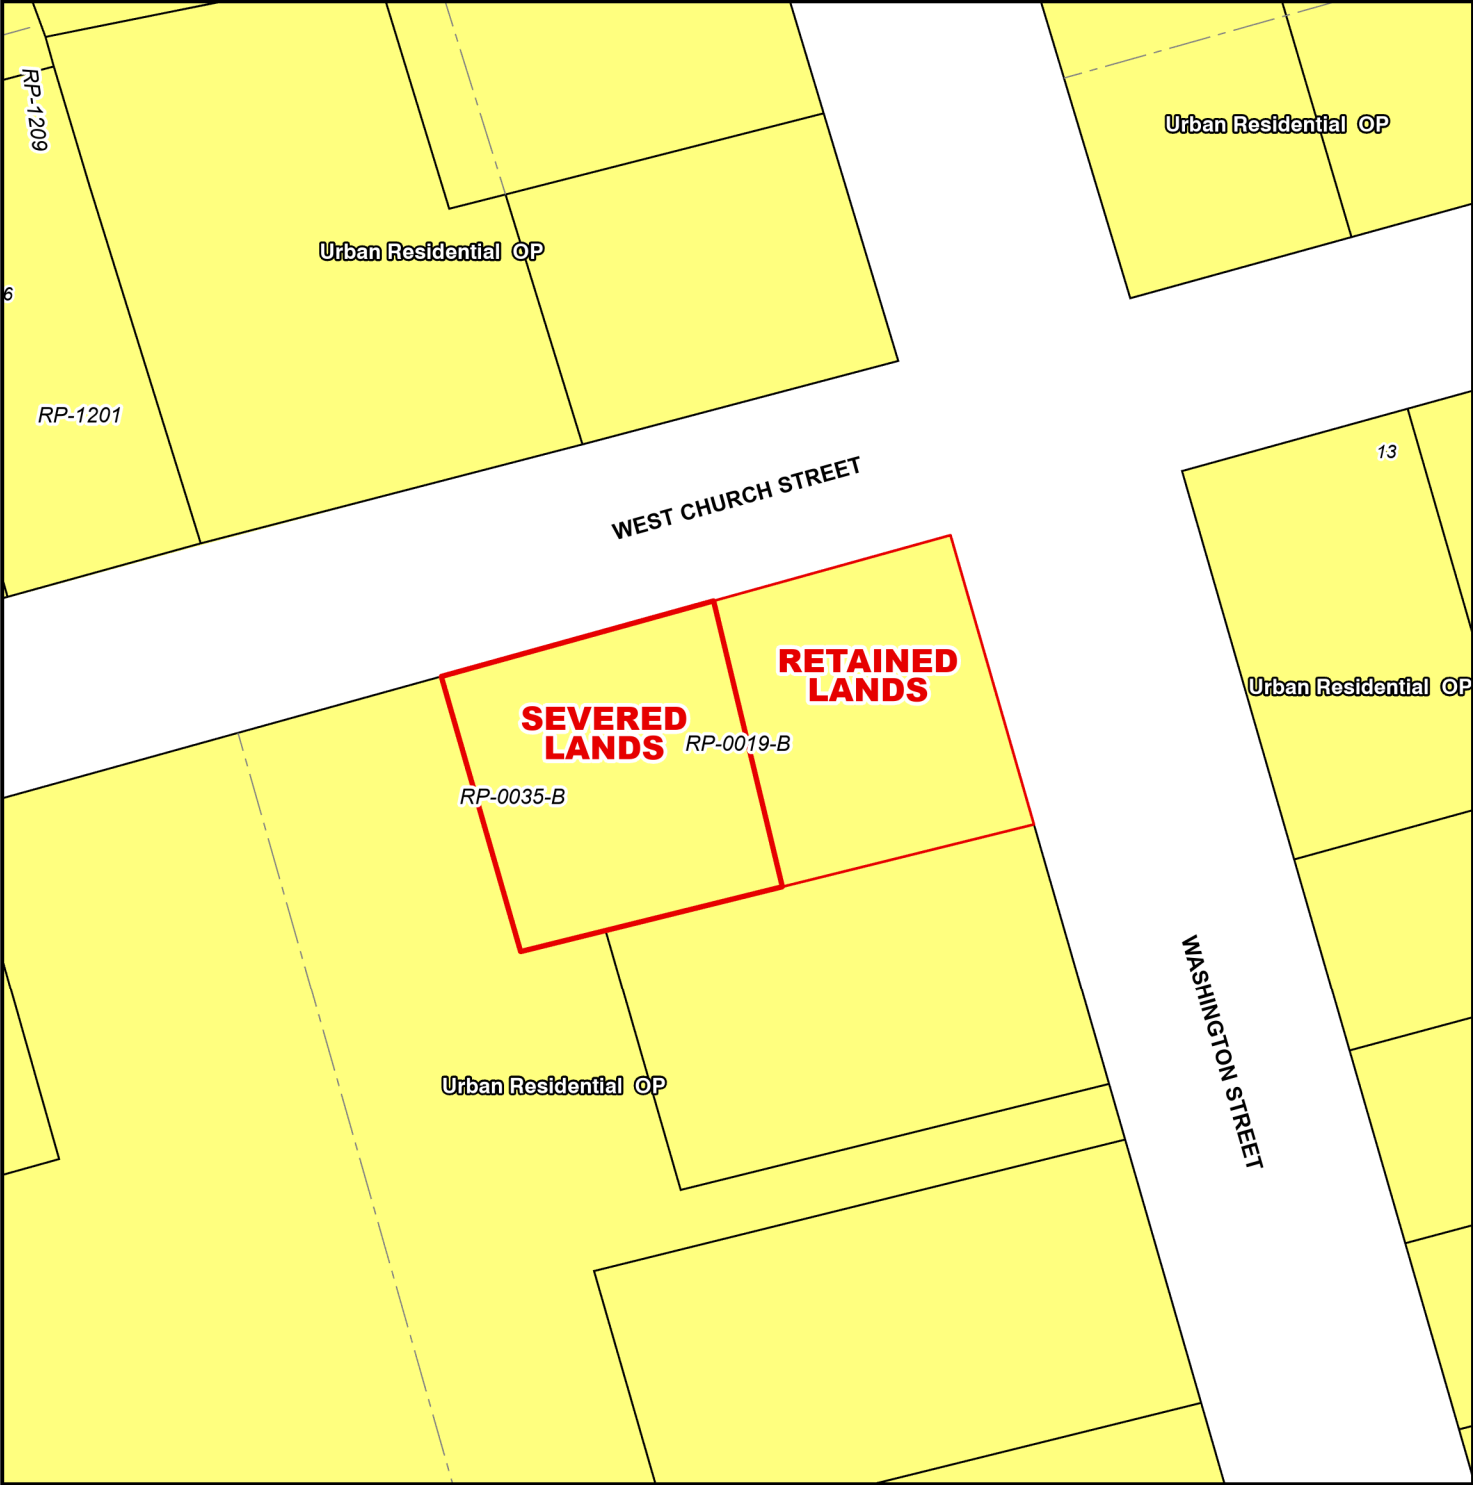 RP-1209
Urban Residential  OP
Urban Residential  OP
6
RP-1201
13
WEST CHURCH STREET
RETAINED
LANDS
Urban Residential  OP
SEVERED
LANDS
RP-0019-B
RP-0035-B
WASHINGTON STREET
Urban Residential  OP